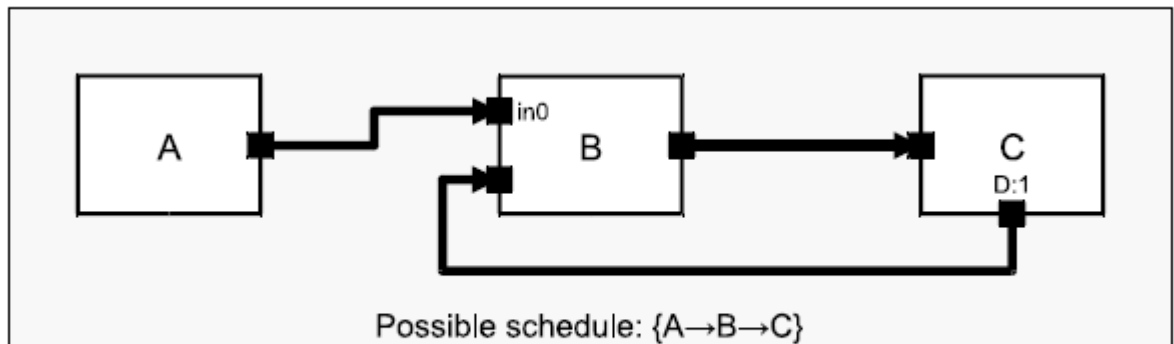 A
in0
B
C
D:1
Possible schedule: {A→B→C}